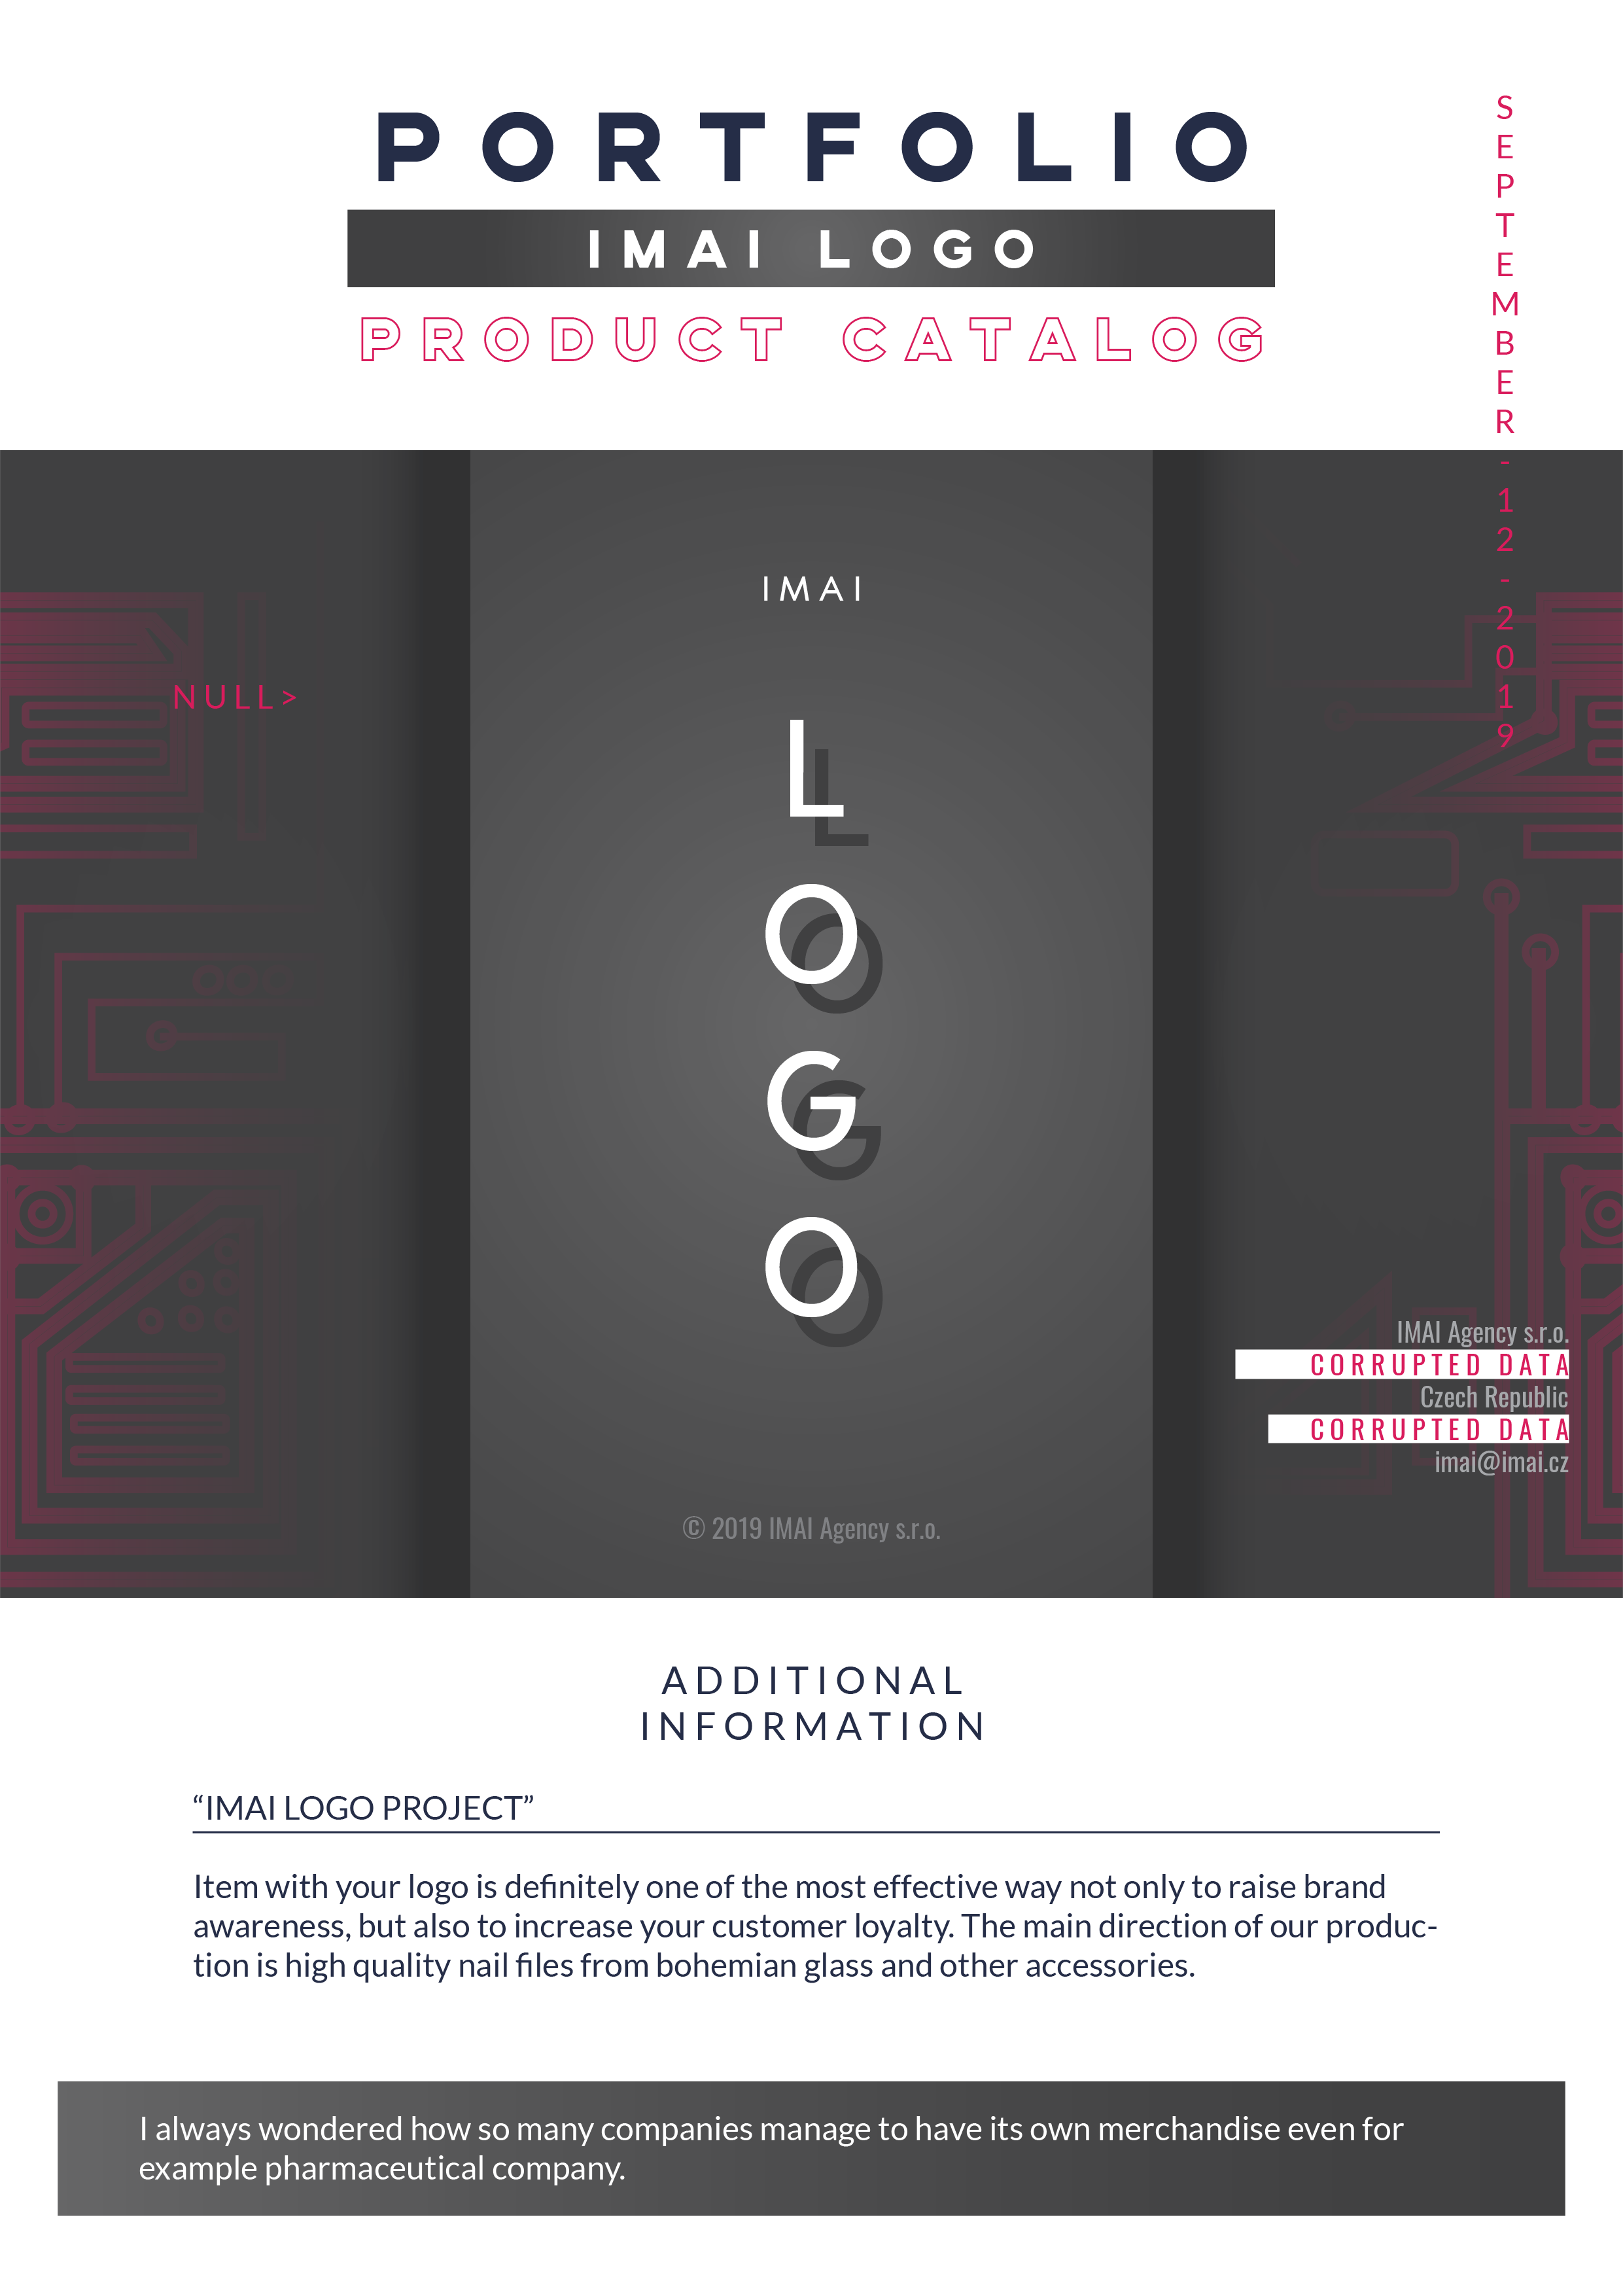 PORTFOLIO
IMAI LOGO
PRODUCT CATALOG
SEPTEMBER-12-2019
IMAI
NULL>
LOGO
IMAI Agency s.r.o.
CORRUPTED DATA
Czech Republic
CORRUPTED DATA
imai@imai.cz
© 2019 IMAI Agency s.r.o.
ADDITIONAL
INFORMATION
“IMAI LOGO PROJECT”
Item with your logo is definitely one of the most effective way not only to raise brand
awareness, but also to increase your customer loyalty. The main direction of our produc-
tion is high quality nail files from bohemian glass and other accessories.
I always wondered how so many companies manage to have its own merchandise even for
example pharmaceutical company.